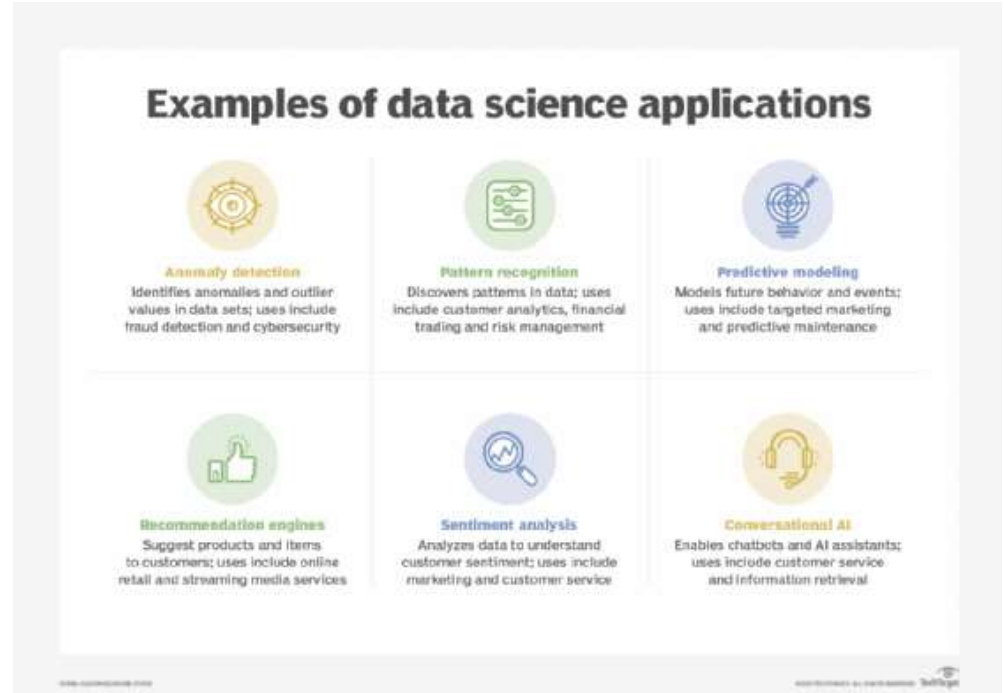 Examples of data science applications
Anomaly detection
Identifies anomalies and outlier
values in data sets; uses include
fraud detection and cybersecurity
Pattern recognition
Discovers patterns in data; uses
include customer analytics, financial
trading and risk management
Predictive modeling
Models future behavior and events;
uses include targeted marketing
and predictive maintenance
Recommendation engines
Suggest products and items
to customers; uses include online
retail and streaming media services
Sentiment analysis
Analyzes data to understand
customer sentiment; uses include
marketing and customer service
Conversational AI
Enables chatbots and AI assistants;
uses include customer service
and information retrieval
TechTarget